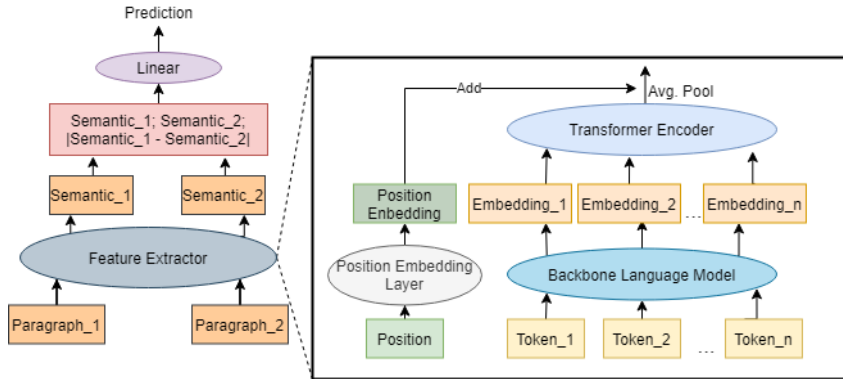 Prediction
Linear
Semantic_1; Semantic_2;
|Semantic_1 - Semantic_2|
Semantic_1
Semantic_2
Feature Extractor
Paragraph_1
Paragraph_2
Add
Avg. Pool
Transformer Encoder
Position
Enbedding
Embedding_1
Embedding_2
...
Embedding_n
Position Embedding
Layer
Backbone Language Model
Position
Token_1
Token_2
...
Token_n